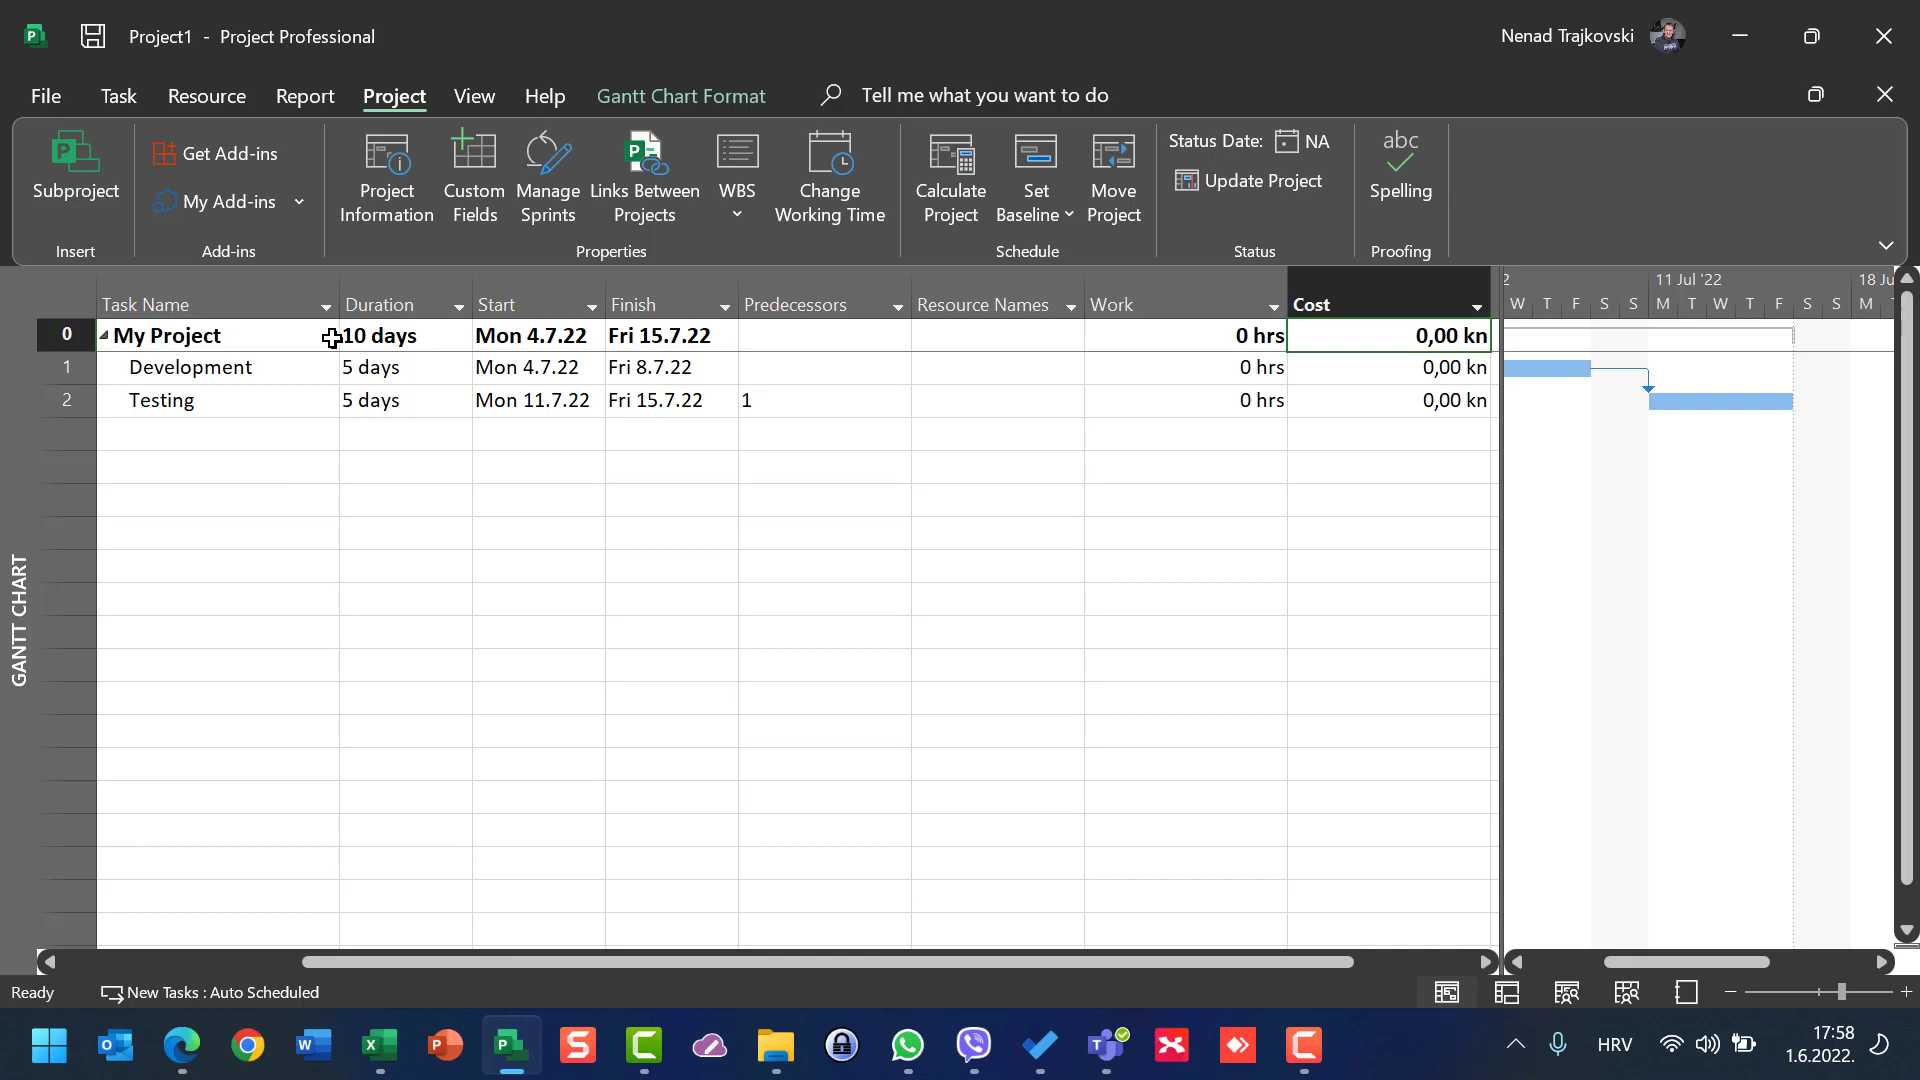 Project1 - Project Professional
Nenad Trajkovski
File Task Resource Report Project View Help Gantt Chart Format Tell me what you want to do
Subproject
Insert
Get Add-ins
My Add-ins
Add-ins
Project Information
Custom Fields
Manage Sprints
Links Between Projects
WBS
Change Working Time
Properties
Calculate Project
Set Baseline
Move Project
Schedule
Status Date: NA
Update Project
Status
abc
Spelling
Proofing
2 11 Jul '22 18 Ju
Task Name Duration Start Finish Predecessors Resource Names Work Cost W T F S S M T W T F S S M T
0 My Project 10 days Mon 4.7.22 Fri 15.7.22 0 hrs 0,00 kn
1 Development 5 days Mon 4.7.22 Fri 8.7.22 0 hrs 0,00 kn
2 Testing 5 days Mon 11.7.22 Fri 15.7.22 1 0 hrs 0,00 kn
GANTT CHART
Ready New Tasks : Auto Scheduled
HRV
17:58
1.6.2022.